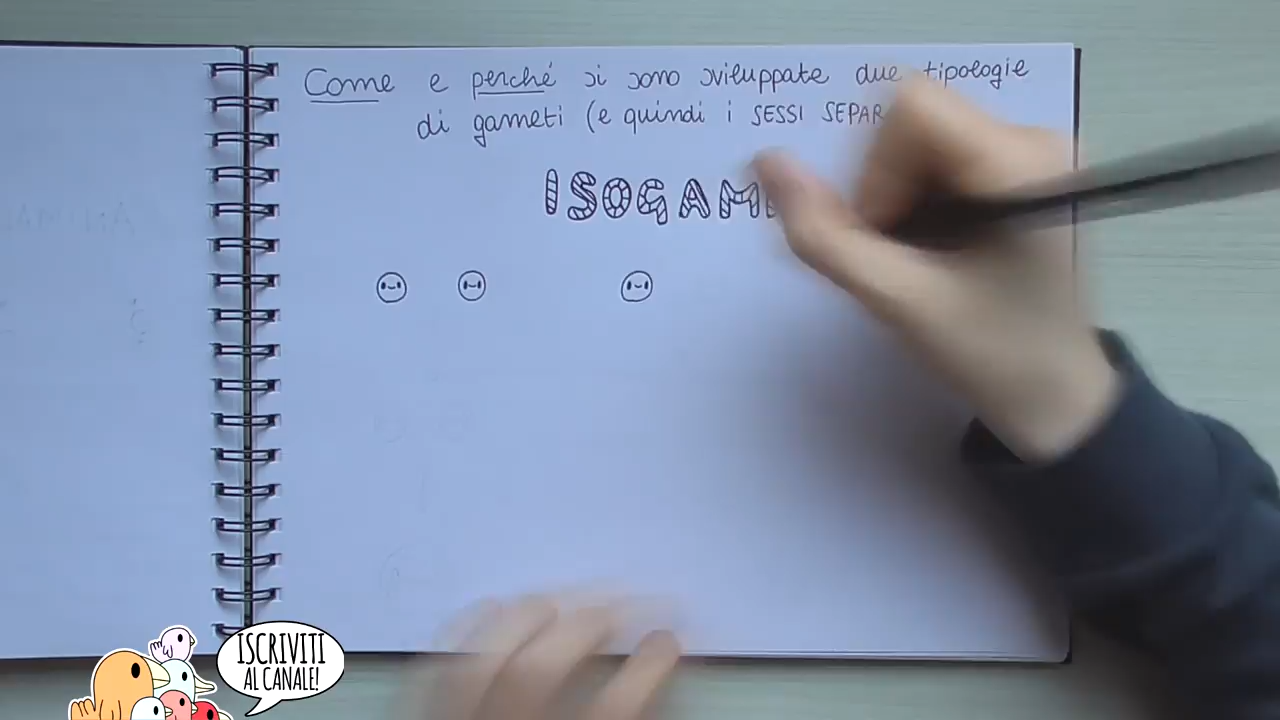 Come e perché si sono sviluppate due tipologie
di gameti (e quindi i SESSI SEPAR
ISOGAM
ISCRIVITI
AL CANALE!